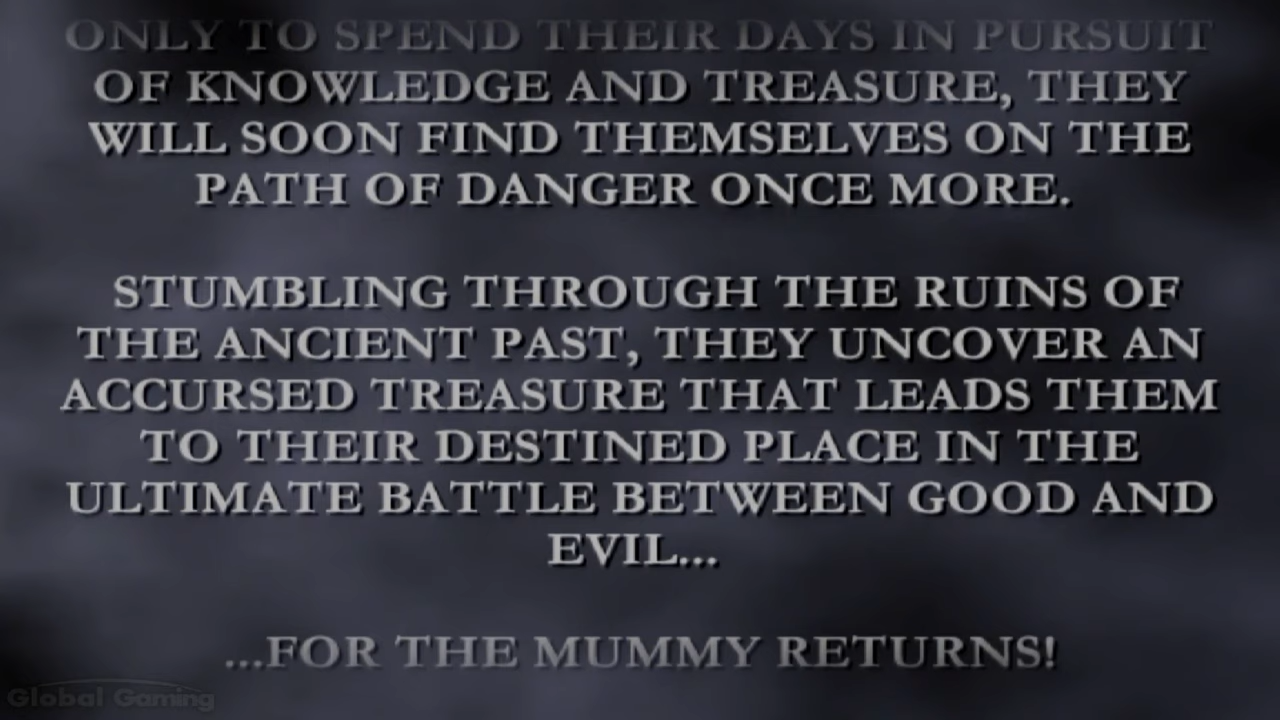 ONLY TO SPEND THEIR DAYS IN PURSUIT
OF KNOWLEDGE AND TREASURE, THEY
WILL SOON FIND THEMSELVES ON THE
PATH OF DANGER ONCE MORE.
STUMBLING THROUGH THE RUINS OF
THE ANCIENT PAST, THEY UNCOVER AN
ACCURSED TREASURE THAT LEADS THEM
TO THEIR DESTINED PLACE IN THE
ULTIMATE BATTLE BETWEEN GOOD AND
EVIL...
...FOR THE MUMMY RETURNS!
Global Gaming